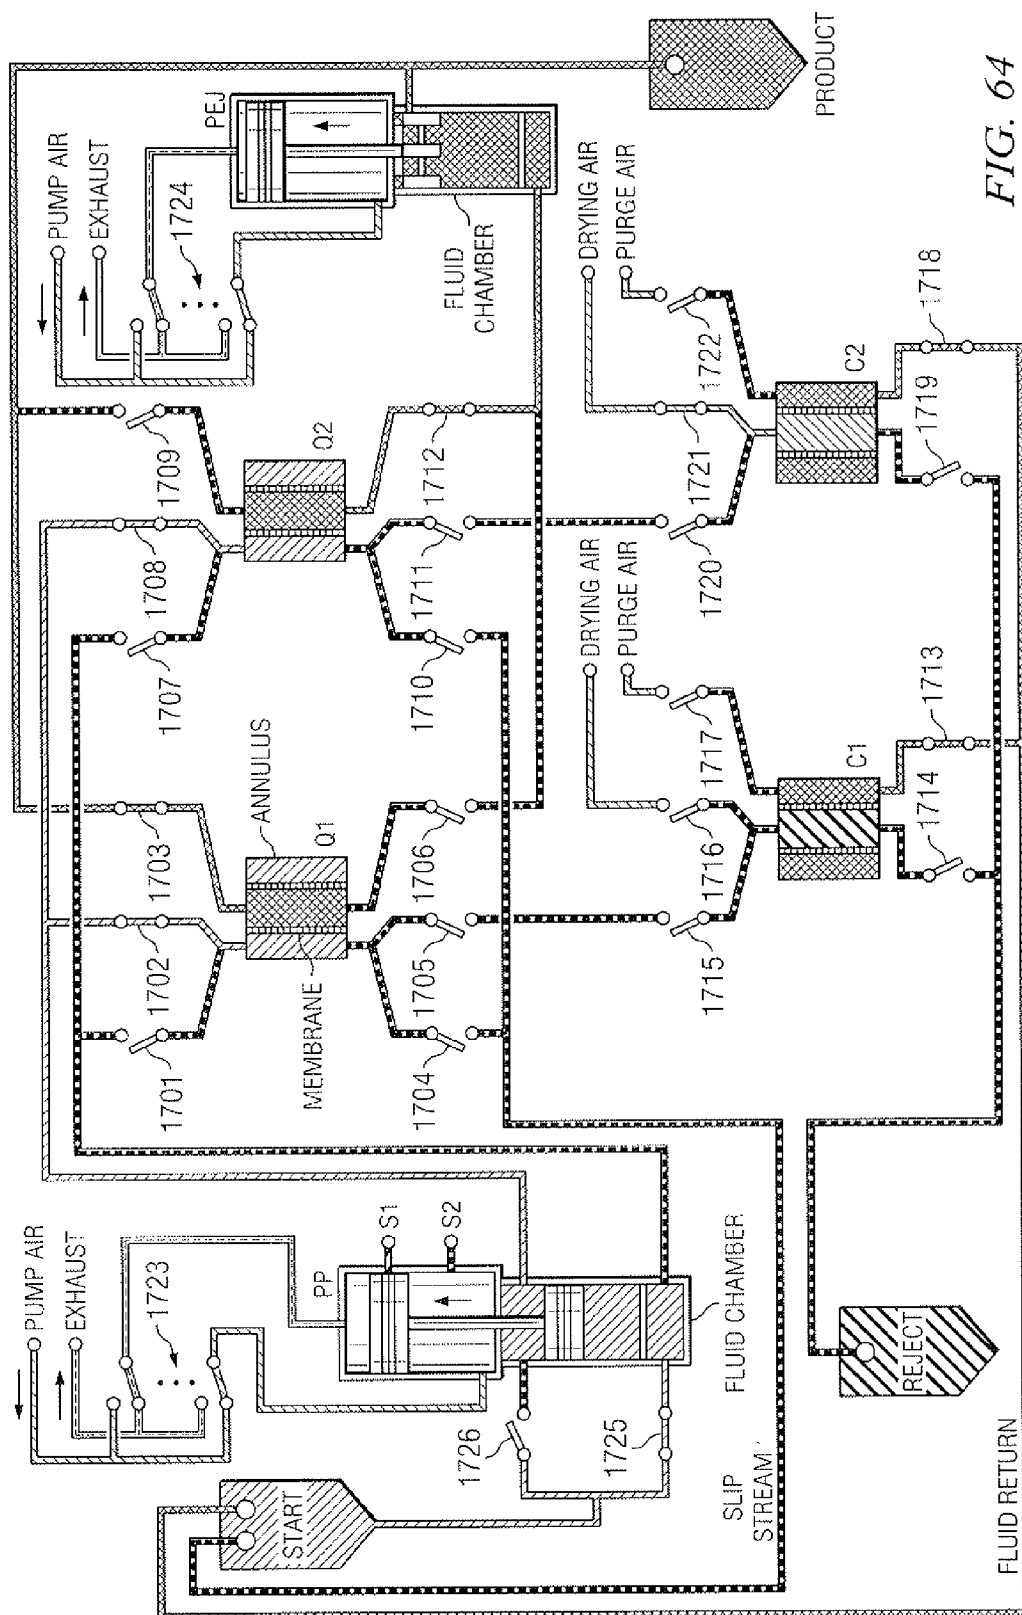 PUMP AIR
EXHAUST
1723
PP
S1
S2
START
1726
1725
FLUID CHAMBER
SLIP
STREAM
REJECT
FLUID RETURN
1701
1702
1703
ANNULUS
Q1
MEMBRANE
1704
1705
1706
1707
1708
1709
Q2
1710
1711
1712
PUMP AIR
EXHAUST
1724
PEJ
FLUID
CHAMBER
DRYING AIR
PURGE AIR
1715
1716
1717
C1
1714
1713
DRYING AIR
PURGE AIR
1720
1721
1722
C2
1719
1718
PRODUCT
FIG. 64